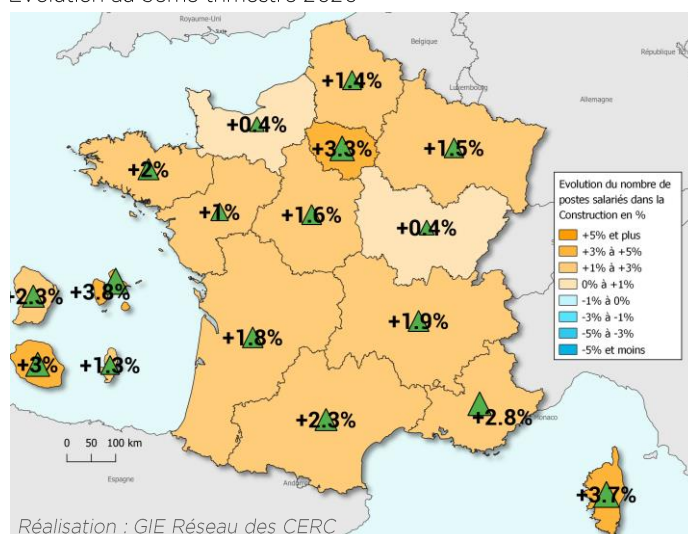 Royaume-Uni
Belgique
République Tc
Luxembourg
Allemagne
+1.4%
+0.4%
+3.3%
+1.5%
+2%
+1%
+1.6%
+0.4%
Evolution du nombre de
postes salariés dans la
Construction en %
+5% et plus
+3% à +5%
+1% à +3%
0% à +1%
-1% à 0%
-3% à -1%
-5% à -3%
-5% et moins
+2.3%
+3.8%
+1.8%
+1.9%
+3%
+1.3%
+2.3%
+2.8%
Monaco
0 50 100 km
Espagne
+3.7%
Réalisation : GIE Réseau des CERC